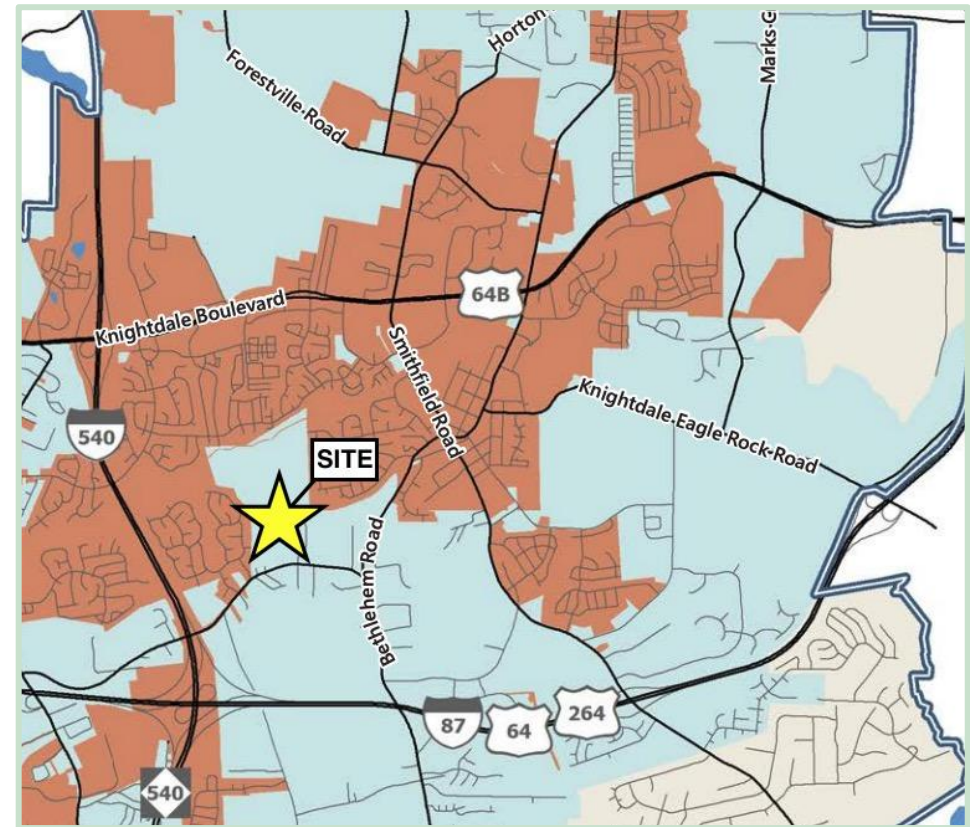 Horton
Marks-C
Forestville Road
64B
Knightdale Boulevard
Smithfield Road
Knightdale Eagle Rock Road
540
SITE
Bethlehem Road
87
64
264
540